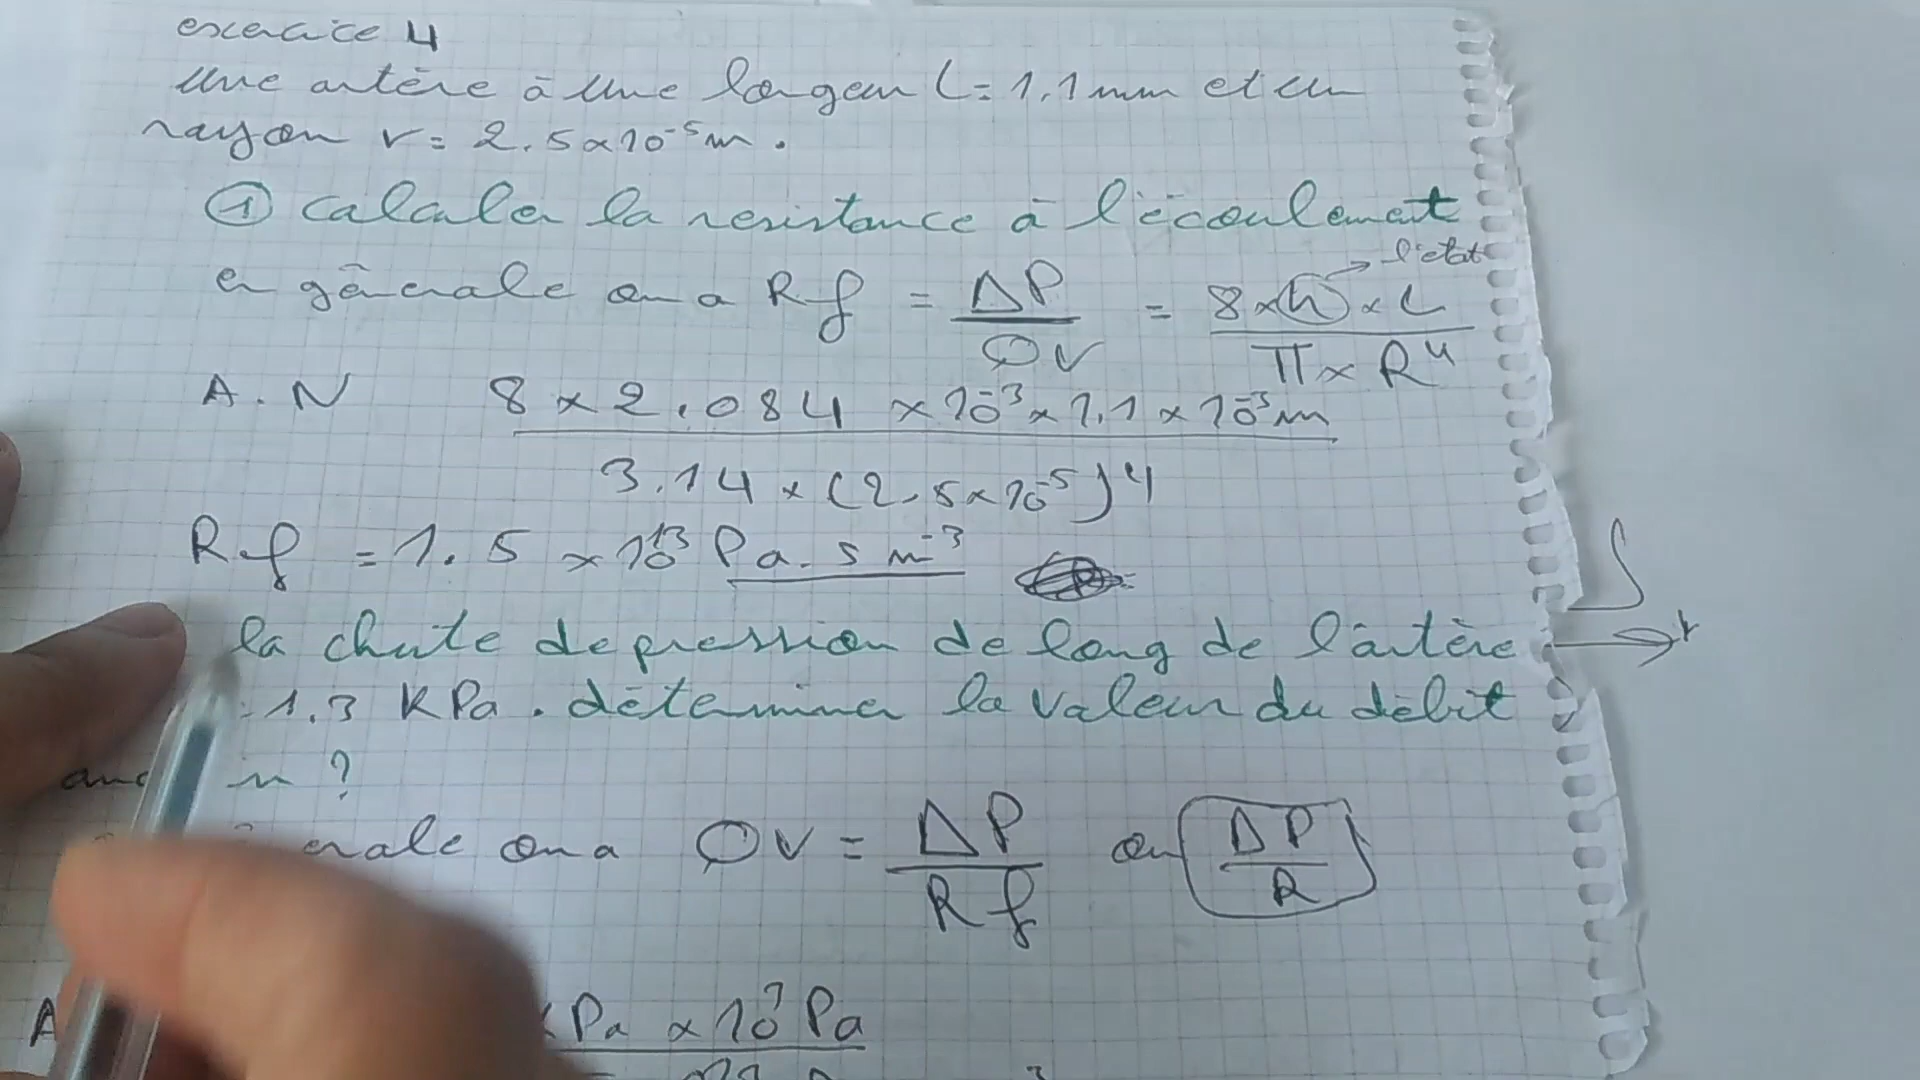 exercice 4
Une artère à une longeur L = 1.1 mm et un
rayon r = 2.5 x 10⁻⁵ m.
① calculer la resistance à l'écoulement
→ l'état
en générale on a Rf = ΔP / Qv = 8 x η x L / π x R⁴
A.N 8 x 2.084 x 10⁻³ x 1.1 x 10⁻³ m / 3.14 x (2.5 x 10⁻⁵)⁴
Rf = 1.5 x 10¹³ Pa.s m⁻³
la chute de pression de long de l'artère
1.3 KPa. détermine la valeur du débit
?
on a Qv = ΔP / Rf ou ΔP / R
A
Pa x 10³ Pa